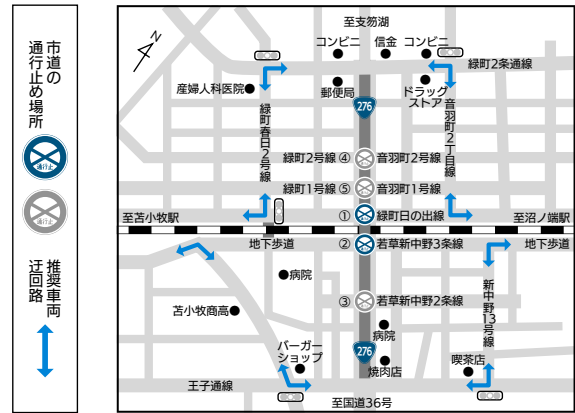 市道の
通行止め場所
通行止
通行止
推奨車両
迂回路
至支笏湖
N
コンビニ
信金
コンビニ
緑町2条通線
産婦人科医院
郵便局
ドラッグ
ストア
276
緑町春日2号線
音羽町2丁目線
緑町2号線④
音羽町2号線
緑町1号線⑤
音羽町1号線
①
緑町日の出線
至苫小牧駅
至沼ノ端駅
地下歩道
②
若草新中野3条線
地下歩道
病院
新中野13号線
③
若草新中野2条線
苫小牧商高
病院
バーガー
ショップ
276
焼肉店
喫茶店
王子通線
至国道36号